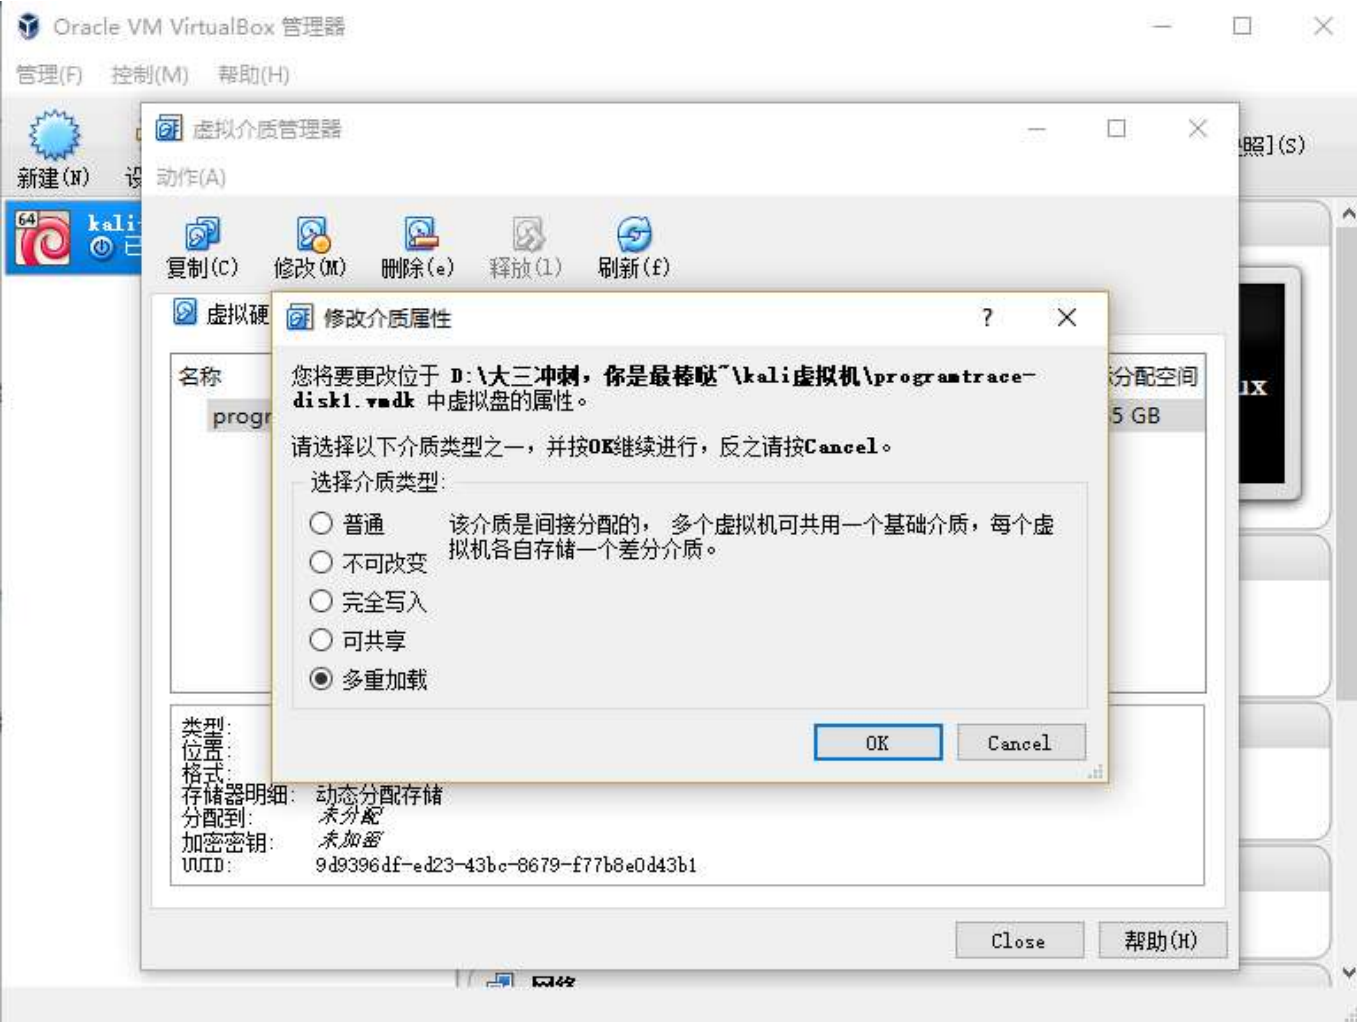 Oracle VM VirtualBox 管理器
管理(F) 控制(M) 帮助(H)
虚拟介质管理器
照](S)
新建(N) 设
动作(A)
64
kali-
已
复制(C) 修改(M) 删除(e) 释放(l) 刷新(f)
虚拟硬
修改介质属性
?
名称
分配空间
您将要更改位于 D:\大三冲刺，你是最棒哒~\kali虚拟机\programtrace-
disk1.vmdk 中虚拟盘的属性。
ux
progr
5 GB
请选择以下介质类型之一，并按OK继续进行，反之请按Cancel。
选择介质类型:
普通
该介质是间接分配的， 多个虚拟机可共用一个基础介质，每个虚
拟机各自存储一个差分介质。
不可改变
完全写入
可共享
多重加载
OK Cancel
类型:
位置:
格式:
存储器明细: 动态分配存储
分配到: 未分配
加密密钥: 未加密
UUID: 9d9396df-ed23-43bc-8679-f77b8e0d43b1
Close 帮助(H)
网络